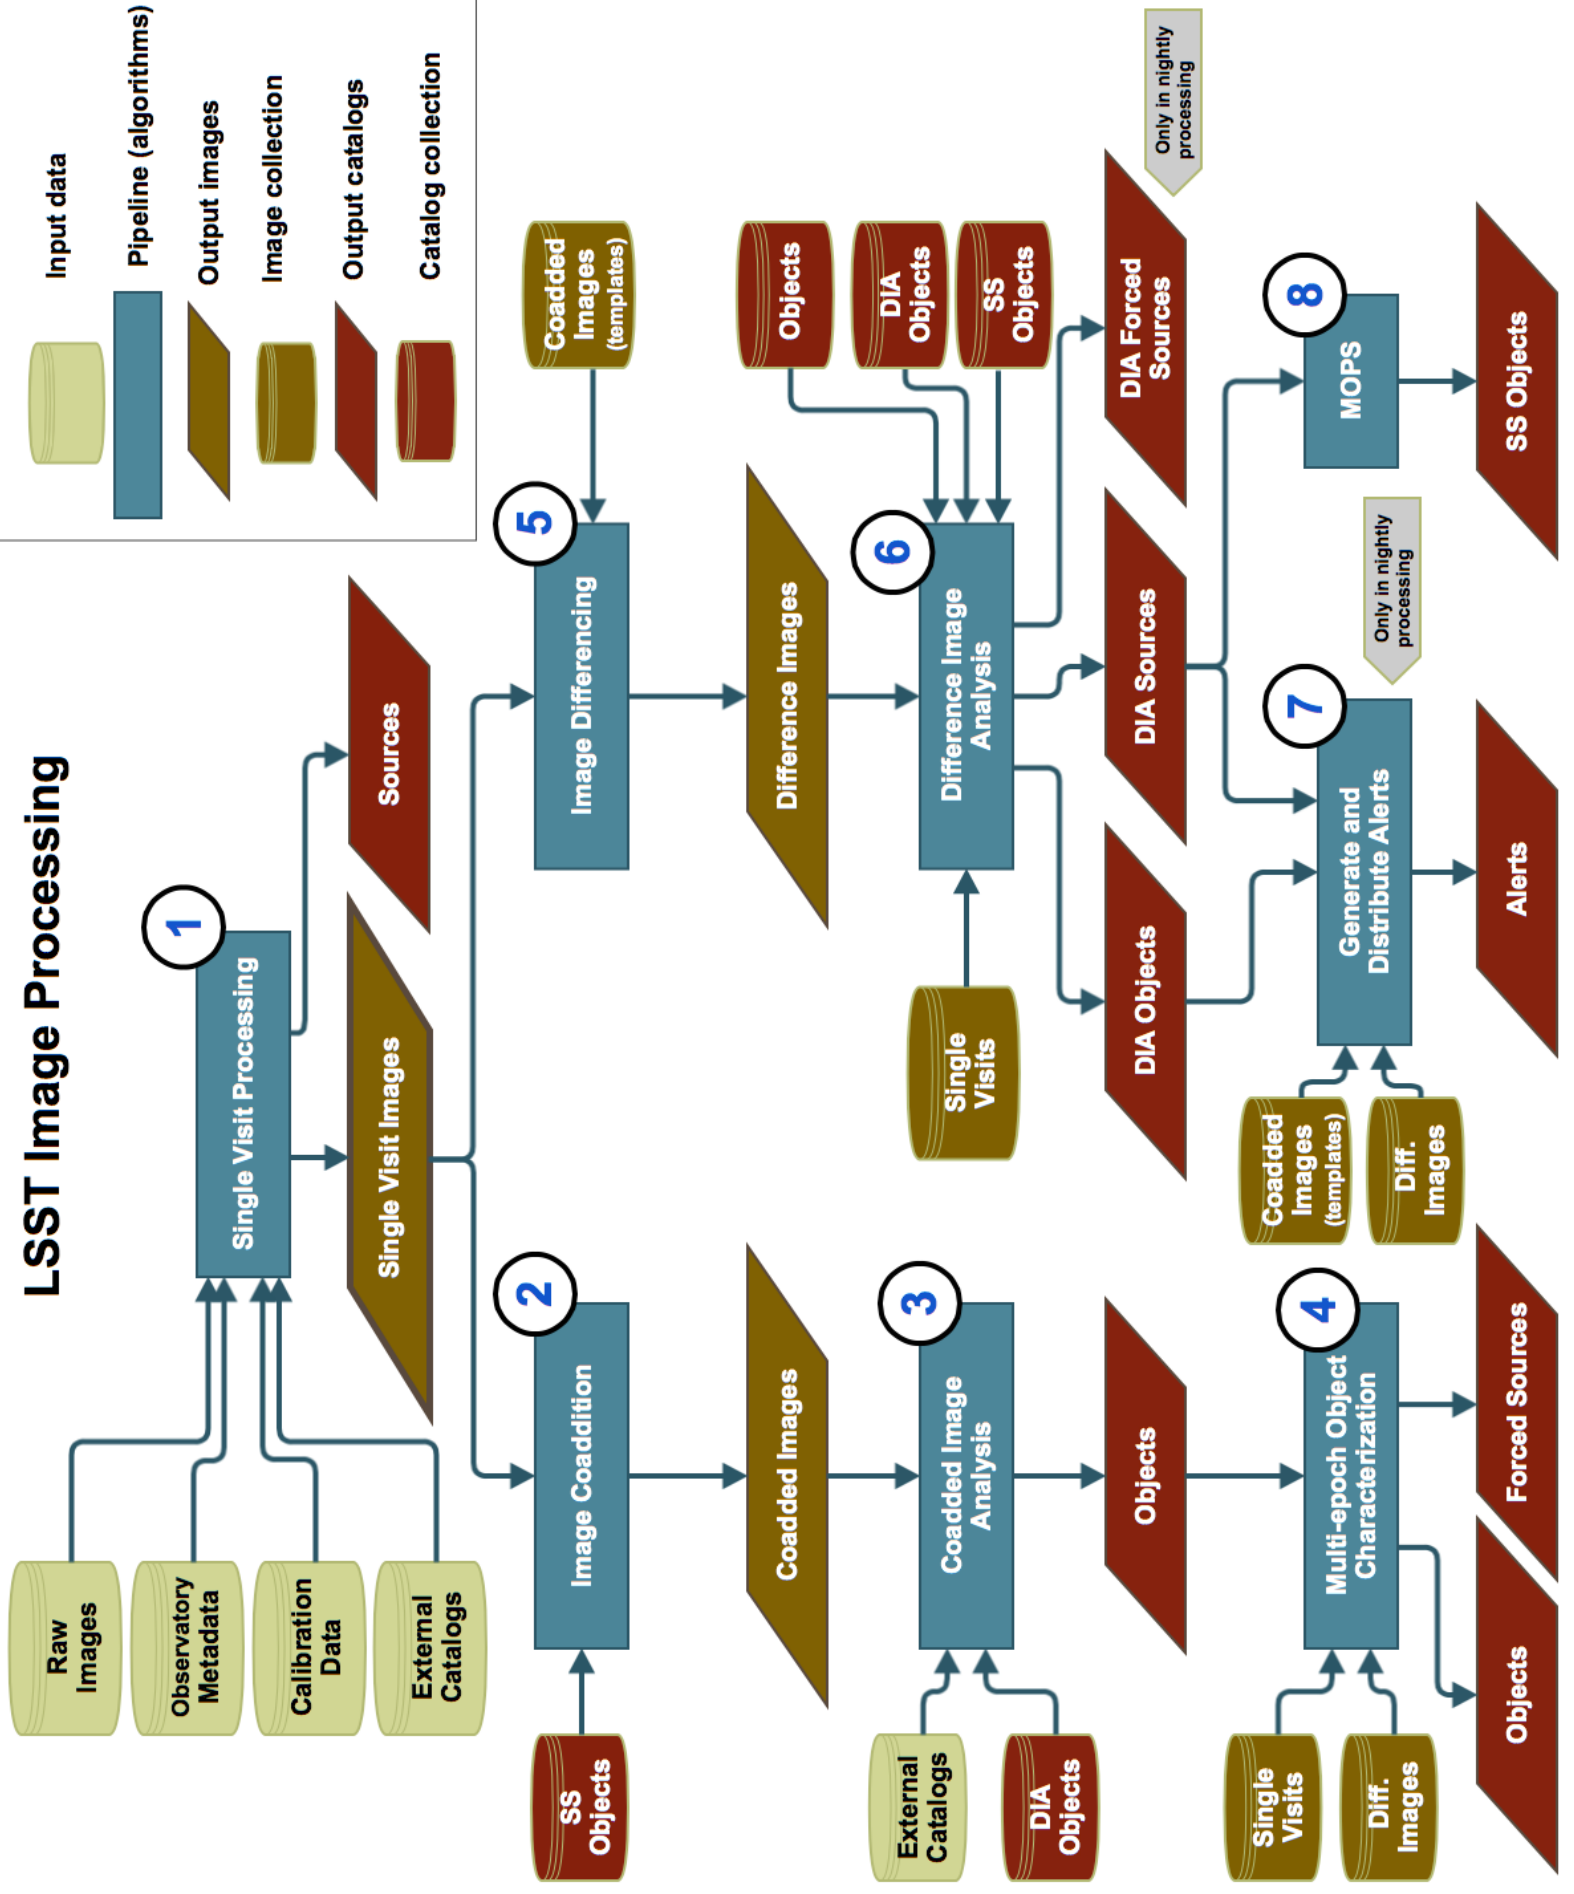 LSST Image Processing
Input data
Pipeline (algorithms)
Output images
Image collection
Output catalogs
Catalog collection
Raw
Images
Observatory
Metadata
Calibration
Data
External
Catalogs
1
Single Visit Processing
Single Visit Images
Sources
SS
Objects
2
Image Coaddition
5
Image Differencing
Coadded
Images
(templates)
Coadded Images
Difference Images
External
Catalogs
DIA
Objects
3
Coadded Image
Analysis
Single
Visits
6
Difference Image
Analysis
Objects
DIA
Objects
SS
Objects
Objects
DIA Objects
DIA Sources
DIA Forced
Sources
Only in nightly
processing
Single
Visits
Diff.
Images
4
Multi-epoch Object
Characterization
Coadded
Images
(templates)
Diff.
Images
7
Generate and
Distribute Alerts
Only in nightly
processing
8
MOPS
Objects
Forced Sources
Alerts
SS Objects